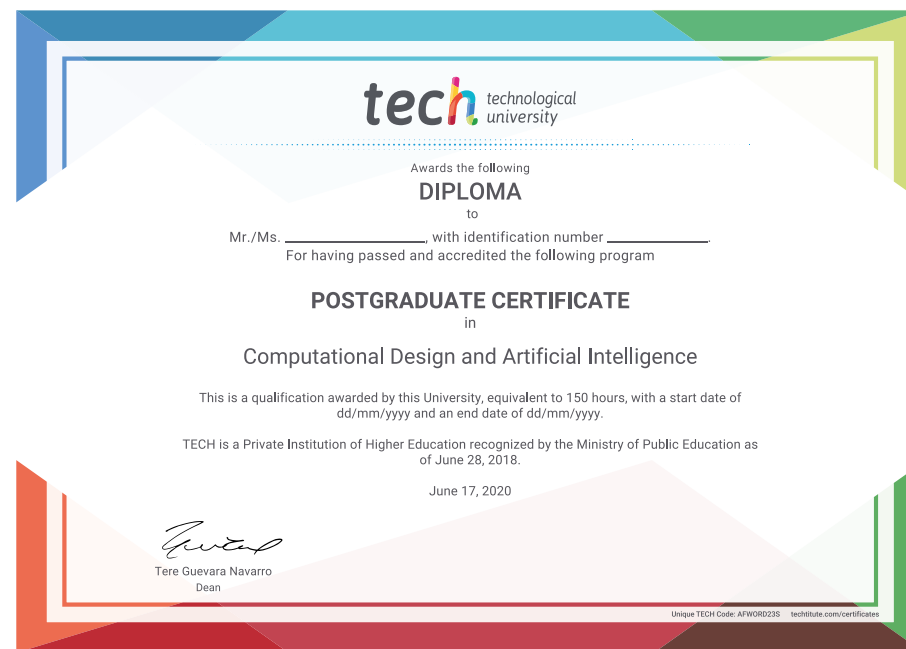 tech technological
university
Awards the following
DIPLOMA
to
Mr./Ms. ____________________, with identification number ______________.
For having passed and accredited the following program
POSTGRADUATE CERTIFICATE
in
Computational Design and Artificial Intelligence
This is a qualification awarded by this University, equivalent to 150 hours, with a start date of
dd/mm/yyyy and an end date of dd/mm/yyyy.
TECH is a Private Institution of Higher Education recognized by the Ministry of Public Education as
of June 28, 2018.
June 17, 2020
Tere Guevara Navarro
Dean
Unique TECH Code: AFWORD23S techtitute.com/certificates